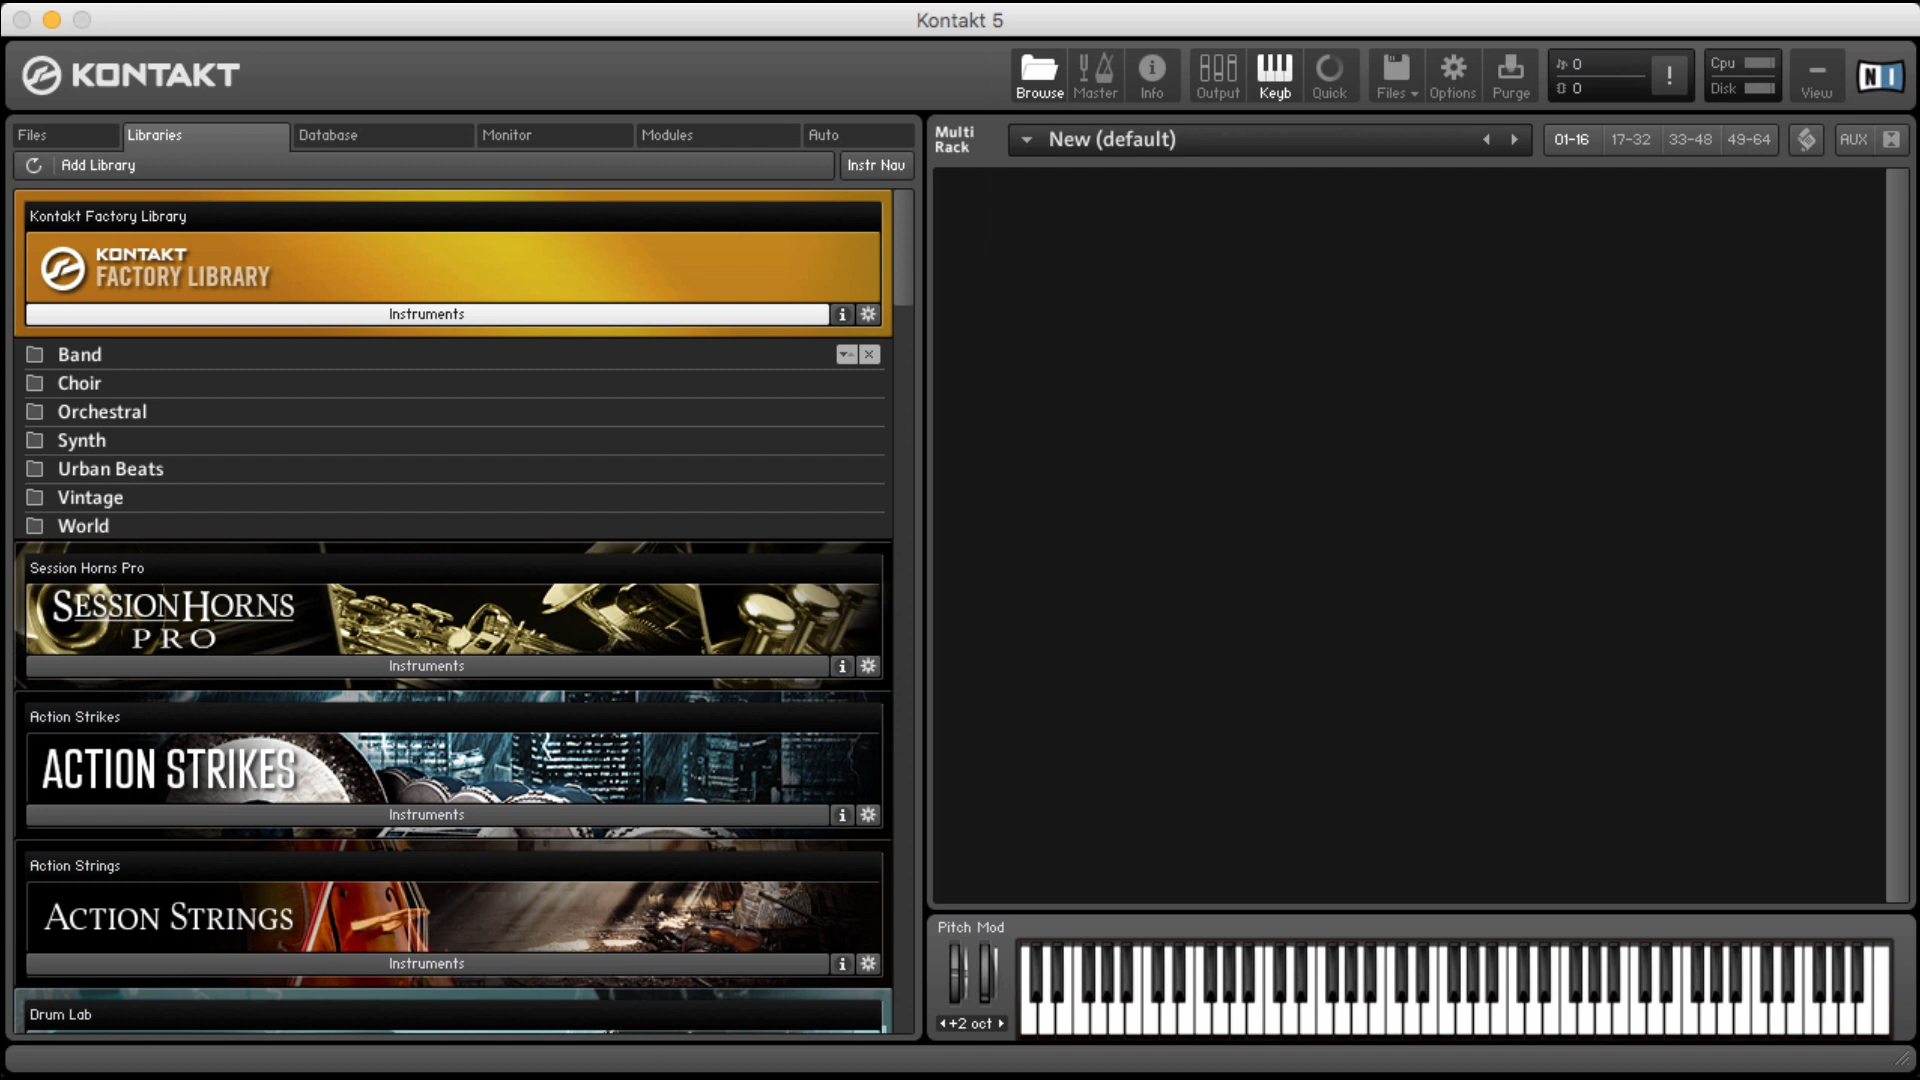 Kontakt 5
KONTAKT
Browse Master Info Output Keyb Quick Files Options Purge
0
0
!
Cpu
Disk
View
NI
Files Libraries Database Monitor Modules Auto
Add Library
Instr Nav
Multi
Rack
New (default)
01-16 17-32 33-48 49-64
AUX
Kontakt Factory Library
KONTAKT
FACTORY LIBRARY
Instruments
Band
Choir
Orchestral
Synth
Urban Beats
Vintage
World
Session Horns Pro
SESSION HORNS
PRO
Instruments
Action Strikes
ACTION STRIKES
Instruments
Action Strings
ACTION STRINGS
Instruments
Drum Lab
Pitch Mod
+2 oct